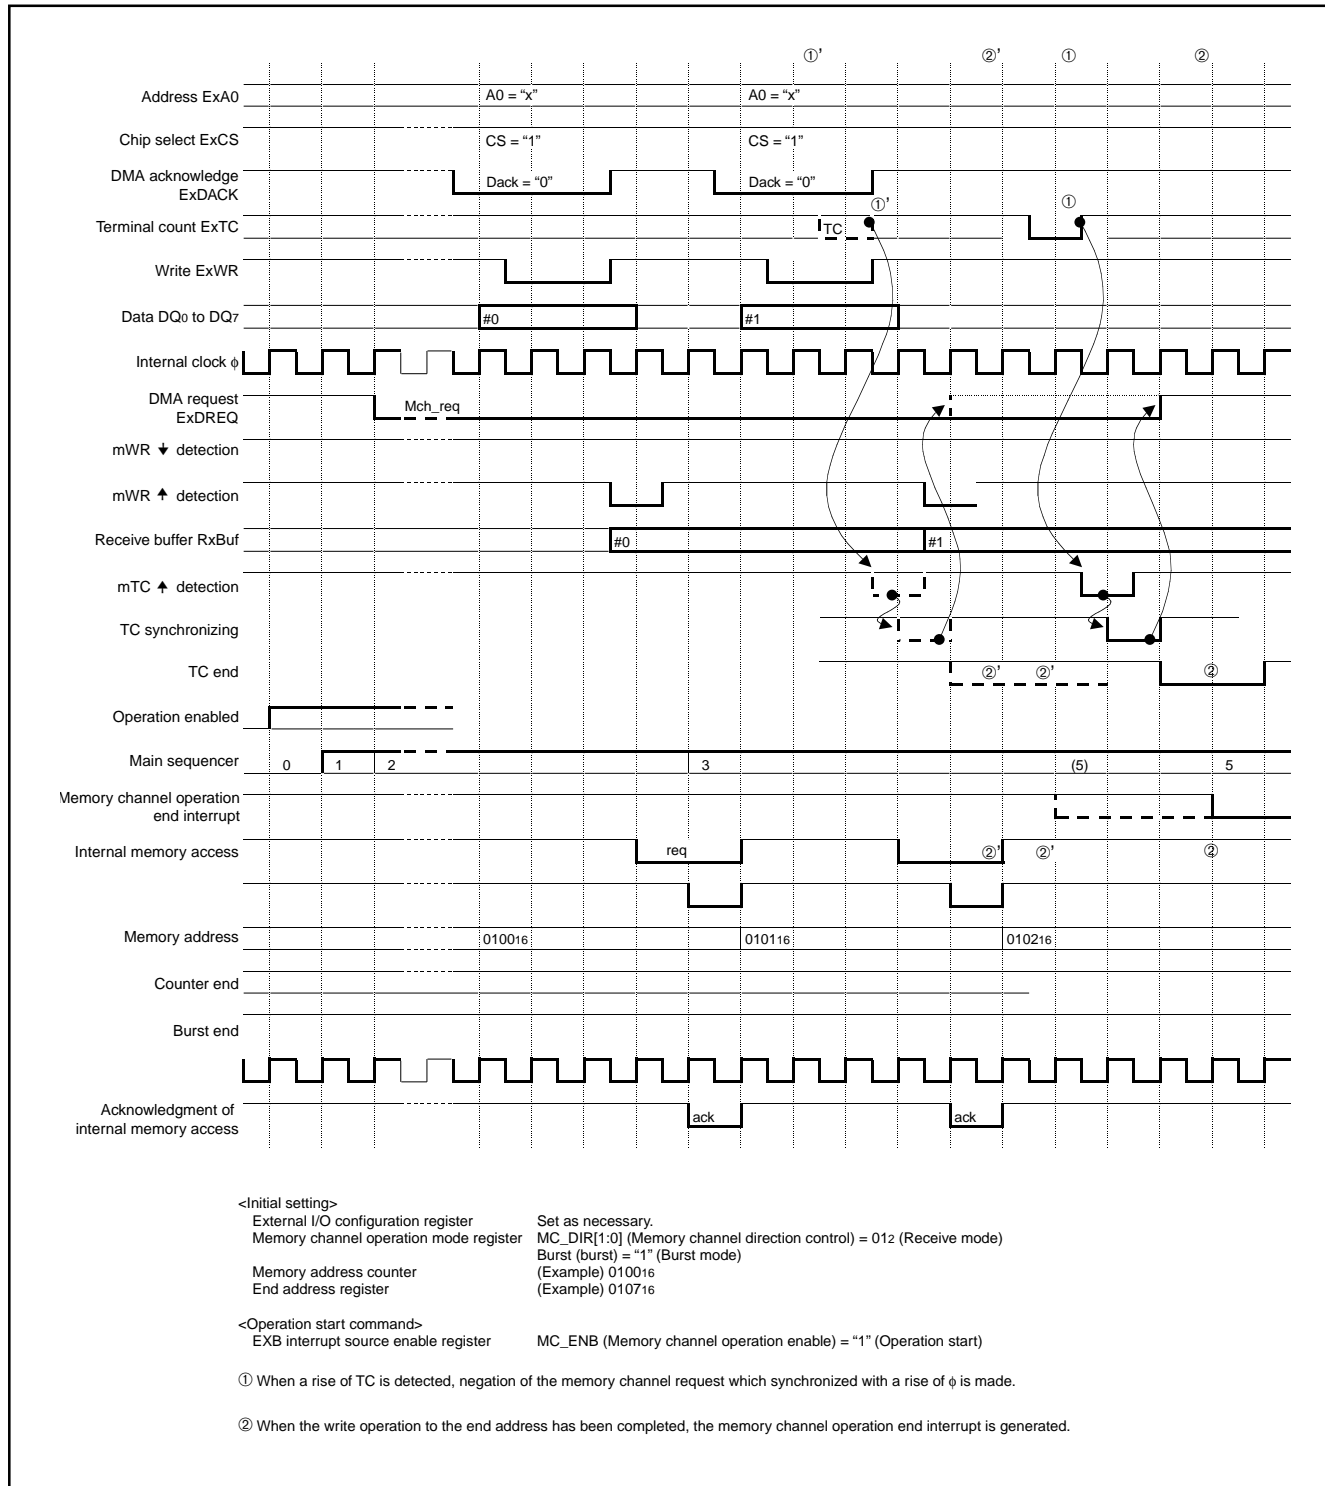 ①’ ②’ ① ②
Address ExA0 A0 = “x” A0 = “x”
Chip select ExCS CS = “1” CS = “1”
DMA acknowledge
ExDACK Dack = “0” Dack = “0”
①’ ①
Terminal count ExTC TC
Write ExWR
Data DQ0 to DQ7 #0 #1
Internal clock ϕ
DMA request
ExDREQ Mch_req
mWR detection
mWR detection
Receive buffer RxBuf #0 #1
mTC detection
TC synchronizing
TC end ②’ ②’ ②
Operation enabled
Main sequencer 0 1 2 3 (5) 5
Memory channel operation
end interrupt
Internal memory access req ②’ ②’ ②
Memory address 010016 010116 010216
Counter end
Burst end
Acknowledgment of
internal memory access ack ack
<Initial setting>
External I/O configuration register Set as necessary.
Memory channel operation mode register MC_DIR[1:0] (Memory channel direction control) = 012 (Receive mode)
Burst (burst) = “1” (Burst mode)
Memory address counter (Example) 010016
End address register (Example) 010716
<Operation start command>
EXB interrupt source enable register MC_ENB (Memory channel operation enable) = “1” (Operation start)
① When a rise of TC is detected, negation of the memory channel request which synchronized with a rise of ϕ is made.
② When the write operation to the end address has been completed, the memory channel operation end interrupt is generated.